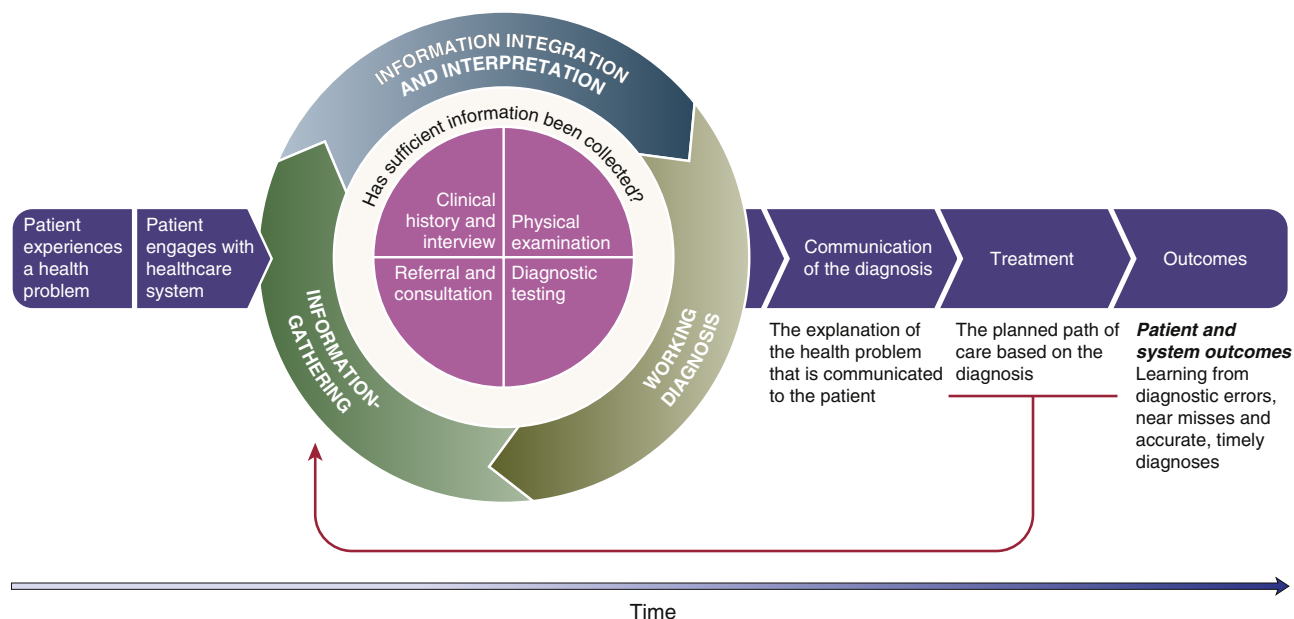 INFORMATION INTEGRATION
AND INTERPRETATION
Has sufficient information been collected?
Clinical
history and
interview
Physical
examination
Referral and
consultation
Diagnostic
testing
INFORMATION-
GATHERING
WORKING
DIAGNOSIS
Patient
experiences
a health
problem
Patient
engages with
healthcare
system
Communication
of the diagnosis
Treatment
Outcomes
The explanation of
the health problem
that is communicated
to the patient
The planned path of
care based on the
diagnosis
Patient and
system outcomes
Learning from
diagnostic errors,
near misses and
accurate, timely
diagnoses
Time